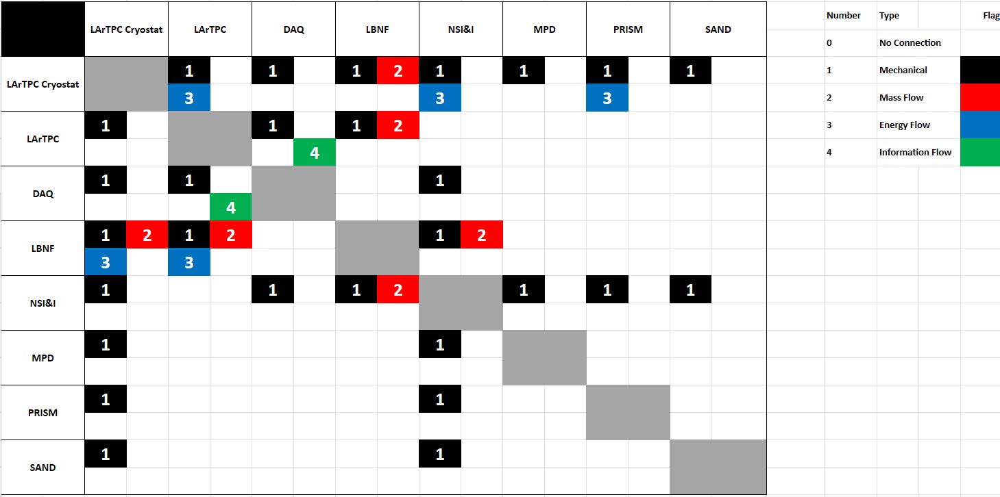 LArTPC Cryostat LArTPC DAQ LBNF NSI&I MPD PRISM SAND Number Type Flag
0 No Connection
LArTPC Cryostat 1 1 1 2 1 1 1 1 1 Mechanical
3 3 3 2 Mass Flow
LArTPC 1 1 1 2 3 Energy Flow
4 4 Information Flow
DAQ 1 1 1
4
LBNF 1 2 1 2 1 2
3 3
NSI&I 1 1 1 2 1 1 1
MPD 1 1
PRISM 1 1
SAND 1 1